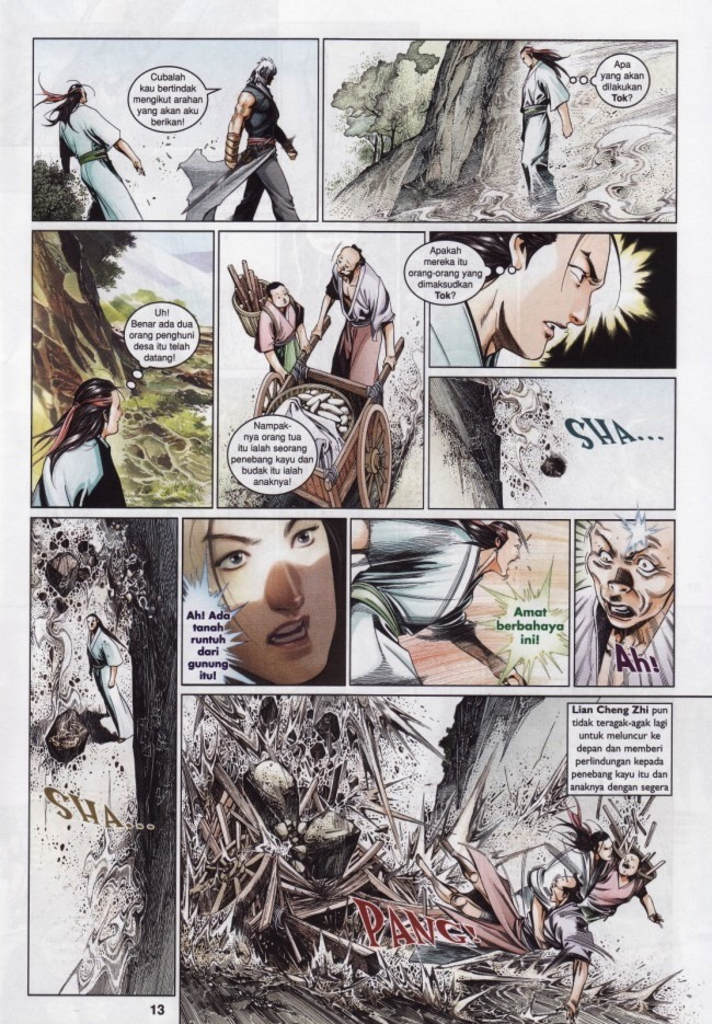 Cubalah
kau bertindak
mengikut arahan
yang akan aku
berikan!
Apa
yang akan
dilakukan
Tok?
Uh!
Benar ada dua
orang penghuni
desa itu telah
datang!
Nampak-
nya orang tua
itu ialah seorang
penebang kayu dan
budak itu ialah
anaknya!
Apakah
mereka itu
orang-orang yang
dimaksudkan
Tok?
SHA...
SHA...
Ah! Ada
tanah
runtuh
dari
gunung
itu!
Amat
berbahaya
ini!
Ah!
Lian Cheng Zhi pun
tidak teragak-agak lagi
untuk meluncur ke
depan dan memberi
perlindungan kepada
penebang kayu itu dan
anaknya dengan segera
PANG!
13